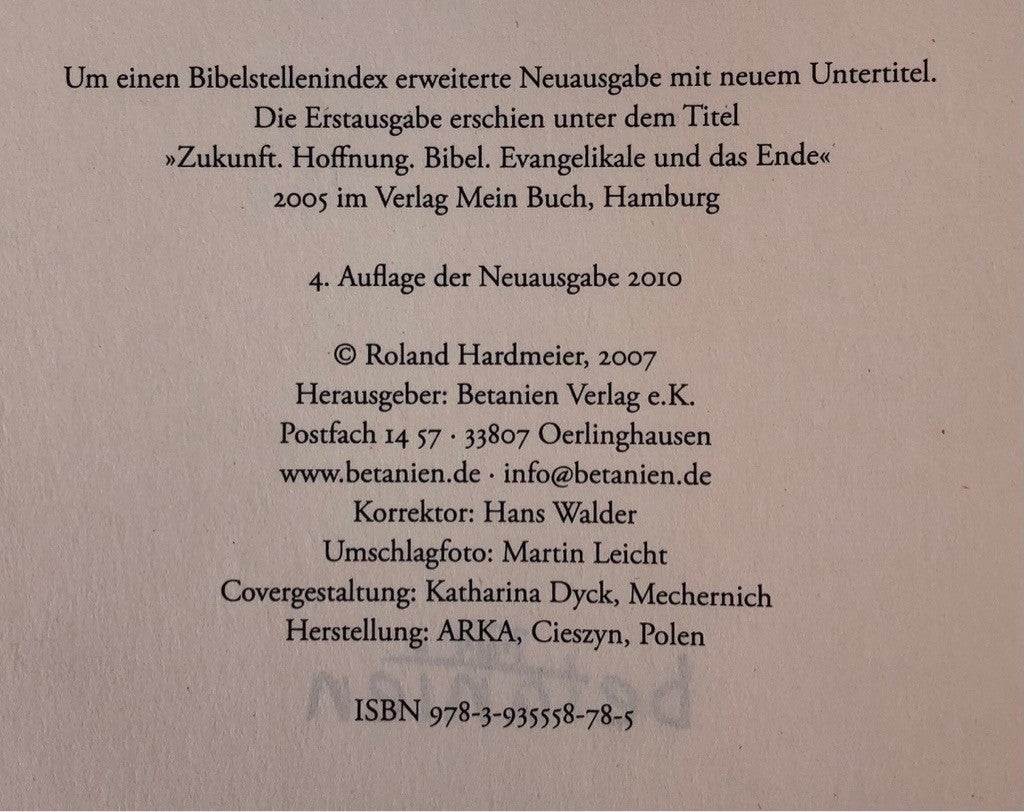 Um einen Bibelstellenindex erweiterte Neuausgabe mit neuem Untertitel.
Die Erstausgabe erschien unter dem Titel
»Zukunft. Hoffnung. Bibel. Evangelikale und das Ende«
2005 im Verlag Mein Buch, Hamburg
4. Auflage der Neuausgabe 2010
© Roland Hardmeier, 2007
Herausgeber: Betanien Verlag e.K.
Postfach 14 57 · 33807 Oerlinghausen
www.betanien.de · info@betanien.de
Korrektor: Hans Walder
Umschlagfoto: Martin Leicht
Covergestaltung: Katharina Dyck, Mechernich
Herstellung: ARKA, Cieszyn, Polen
ISBN 978-3-935558-78-5
betanien